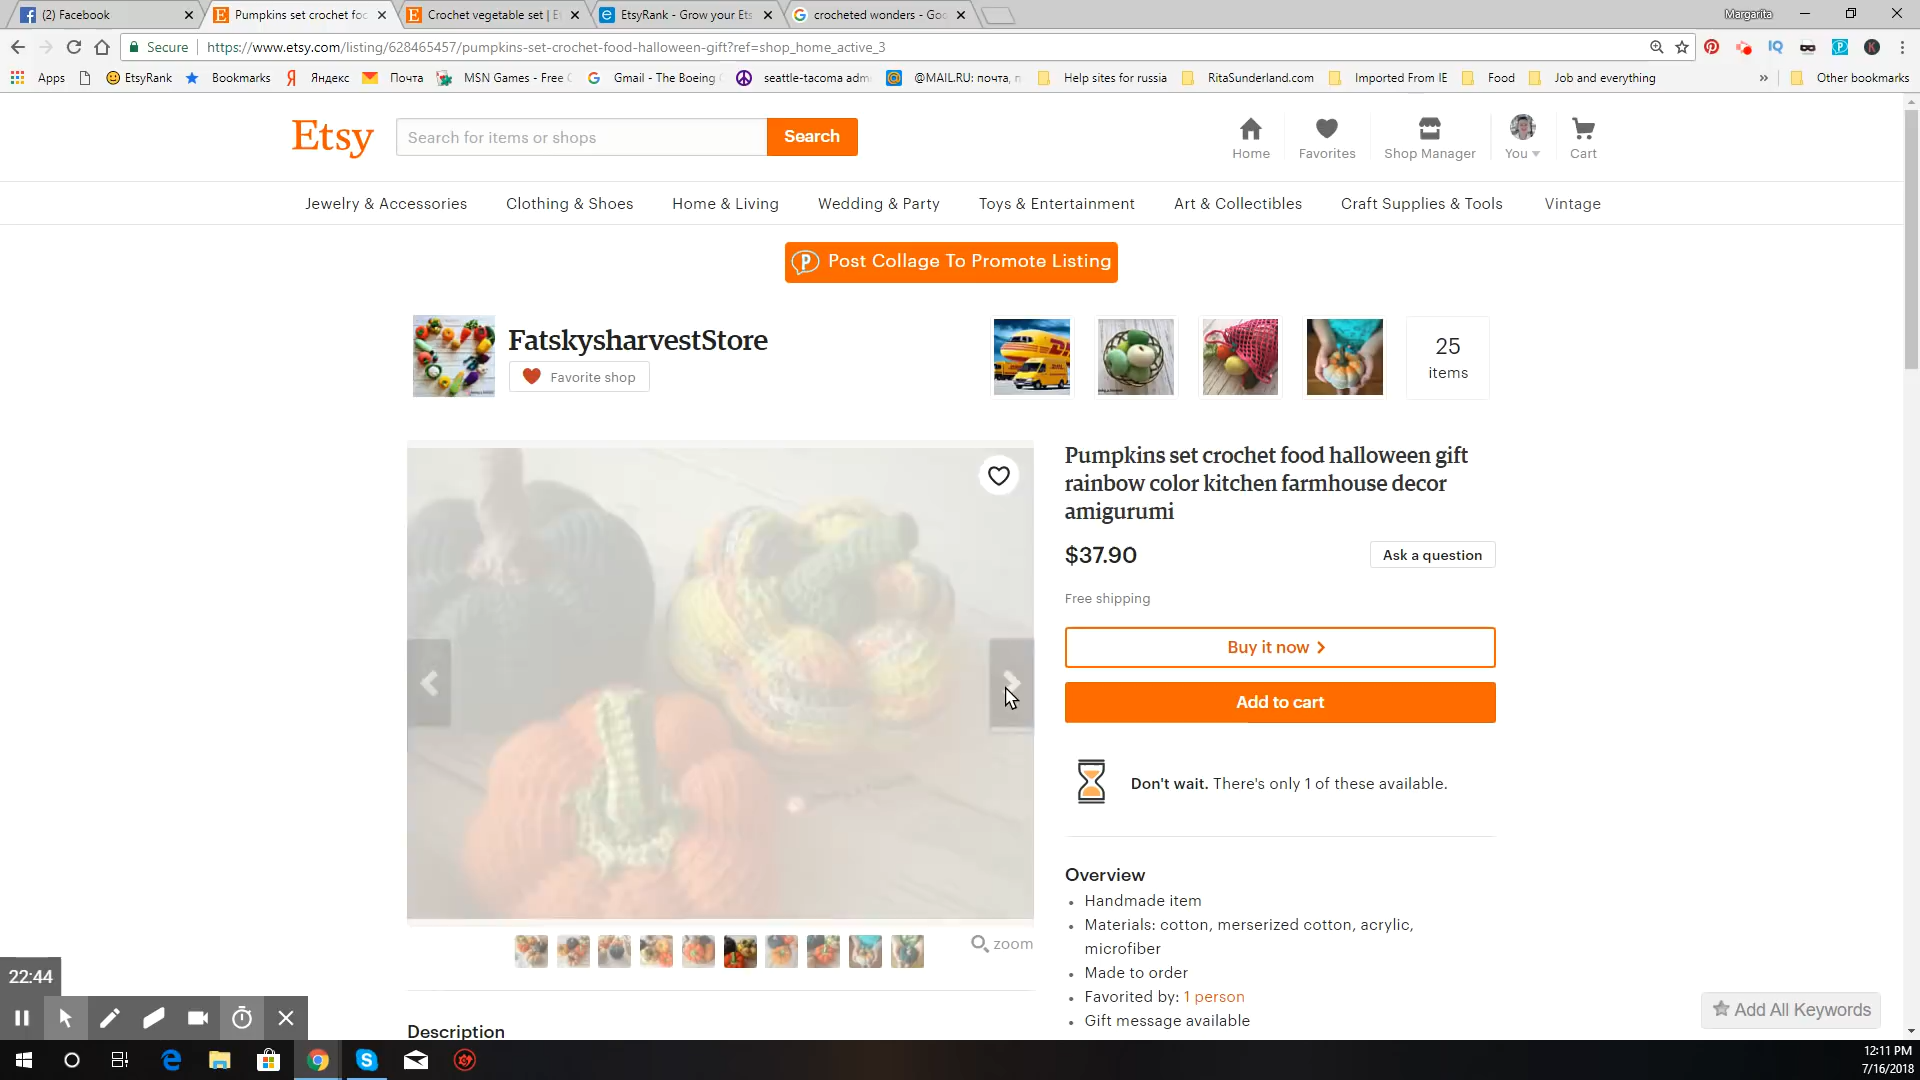 (2) Facebook
Pumpkins set crochet foo
Crochet vegetable set | E
EtsyRank - Grow your Ets
crocheted wonders - Goo
Margarita
Secure
https://www.etsy.com/listing/628465457/pumpkins-set-crochet-food-halloween-gift?ref=shop_home_active_3
Apps
EtsyRank
Bookmarks
Яндекс
Почта
MSN Games - Free
Gmail - The Boeing
seattle-tacoma adm
@MAIL.RU: почта, п
Help sites for russia
RitaSunderland.com
Imported From IE
Food
Job and everything
»
Other bookmarks
Etsy
Search for items or shops
Search
Home
Favorites
Shop Manager
You
Cart
Jewelry & Accessories
Clothing & Shoes
Home & Living
Wedding & Party
Toys & Entertainment
Art & Collectibles
Craft Supplies & Tools
Vintage
Post Collage To Promote Listing
FatskysharvestStore
Favorite shop
25
items
Pumpkins set crochet food halloween gift
rainbow color kitchen farmhouse decor
amigurumi
$37.90
Ask a question
Free shipping
Buy it now
Add to cart
Don't wait. There's only 1 of these available.
Overview
• Handmade item
• Materials: cotton, merserized cotton, acrylic,
microfiber
• Made to order
• Favorited by: 1 person
• Gift message available
zoom
Description
22:44
Add All Keywords
12:11 PM
7/16/2018